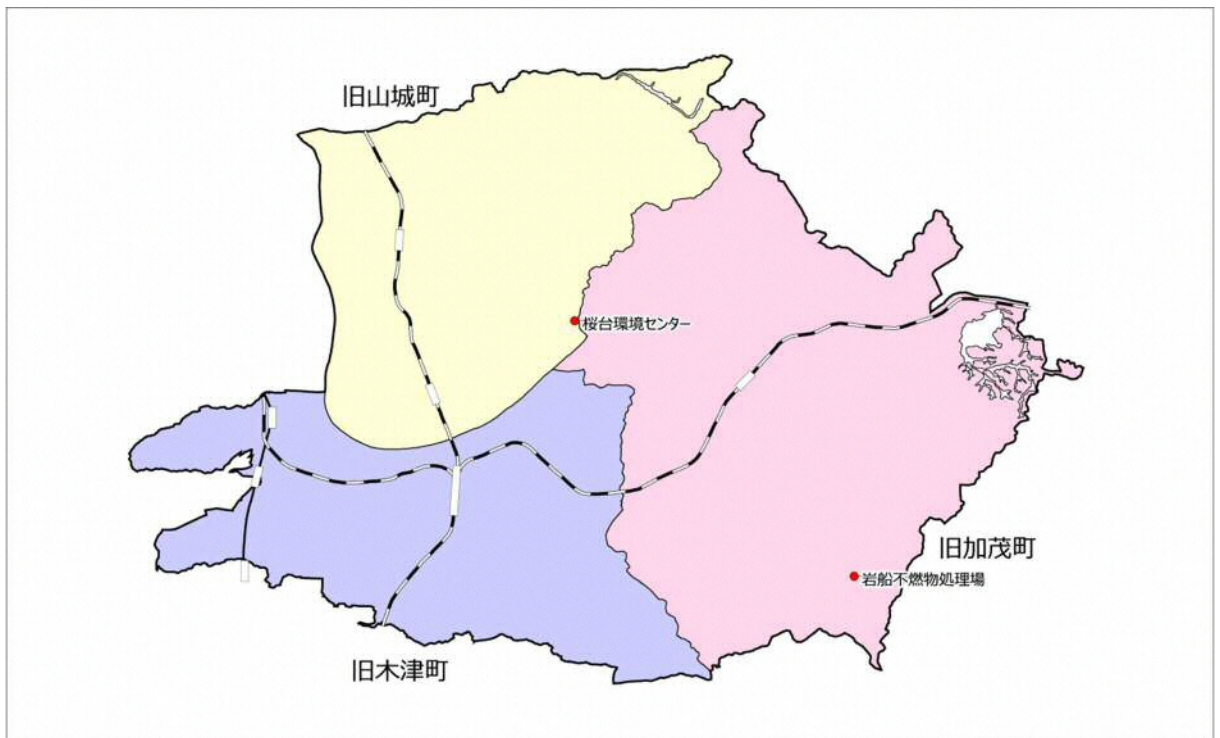 旧山城町
桜台環境センター
旧加茂町
岩船不燃物処理場
旧木津町